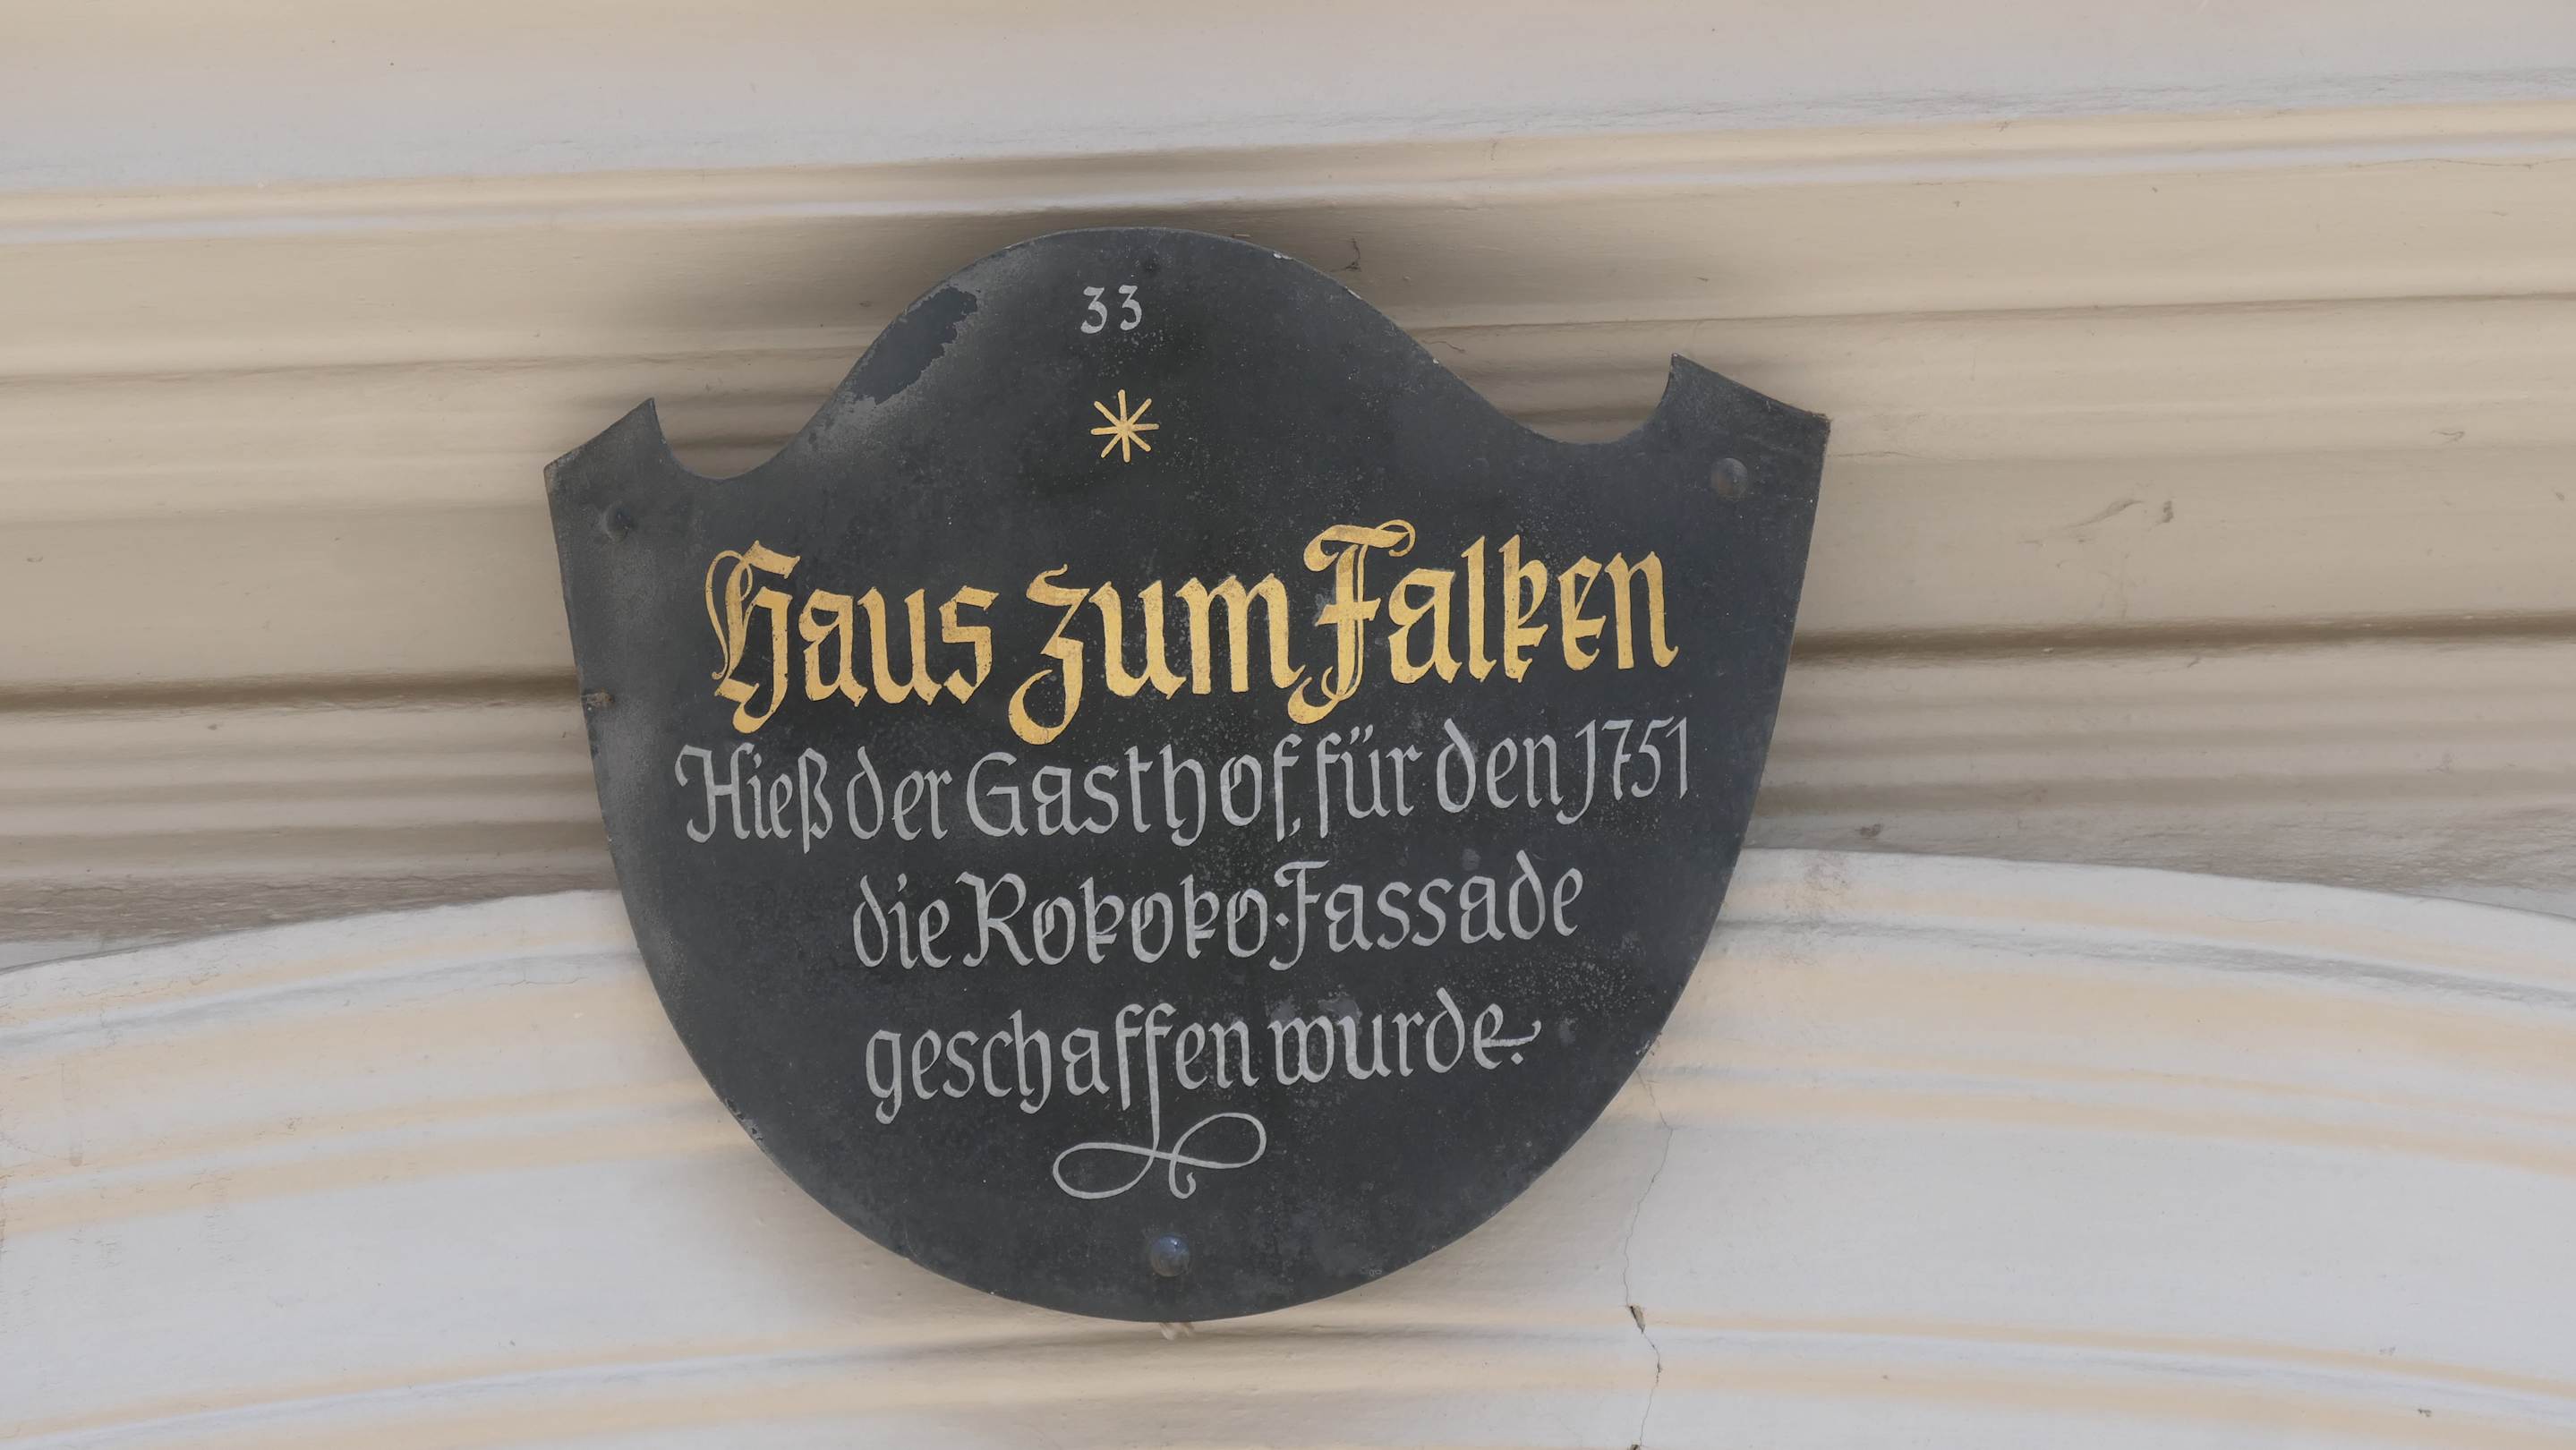 33
Haus zum Falken
Hieß der Gasthof, für den 1751
die Rokoko-Fassade
geschaffen wurde.